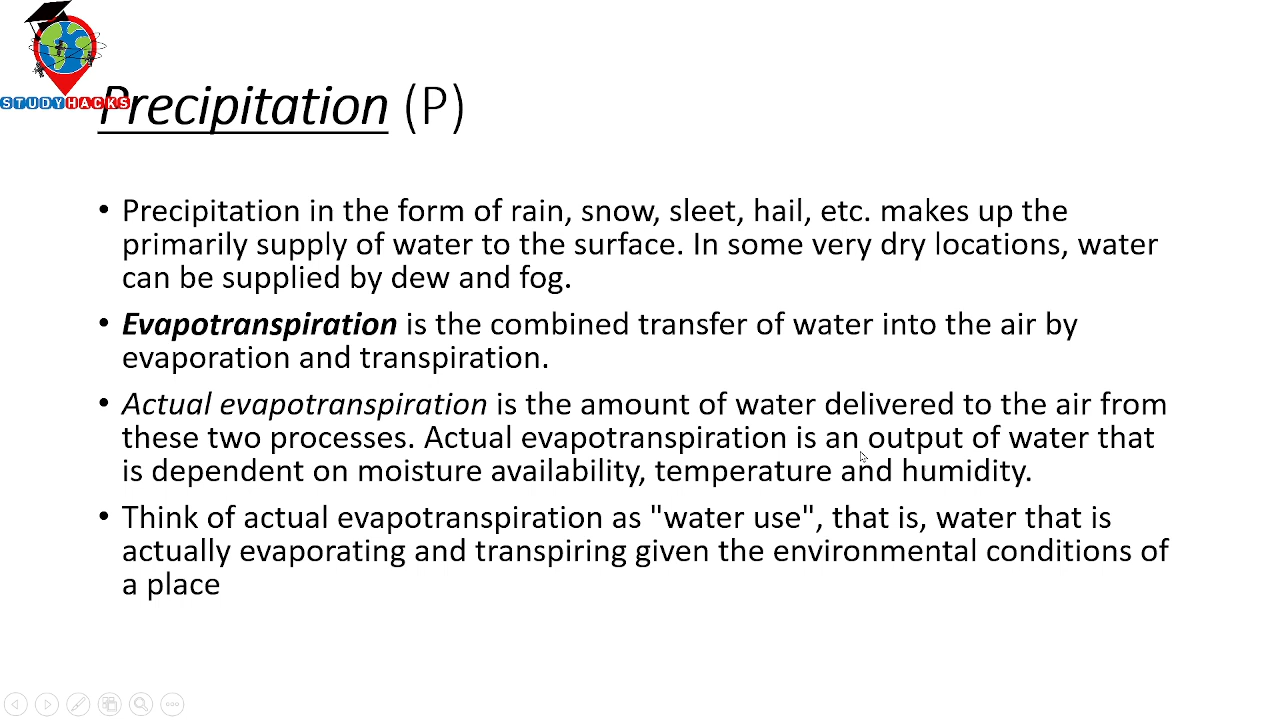 STUDYHACKS
Precipitation (P)
• Precipitation in the form of rain, snow, sleet, hail, etc. makes up the
primarily supply of water to the surface. In some very dry locations, water
can be supplied by dew and fog.
• Evapotranspiration is the combined transfer of water into the air by
evaporation and transpiration.
• Actual evapotranspiration is the amount of water delivered to the air from
these two processes. Actual evapotranspiration is an output of water that
is dependent on moisture availability, temperature and humidity.
• Think of actual evapotranspiration as "water use", that is, water that is
actually evaporating and transpiring given the environmental conditions of
a place